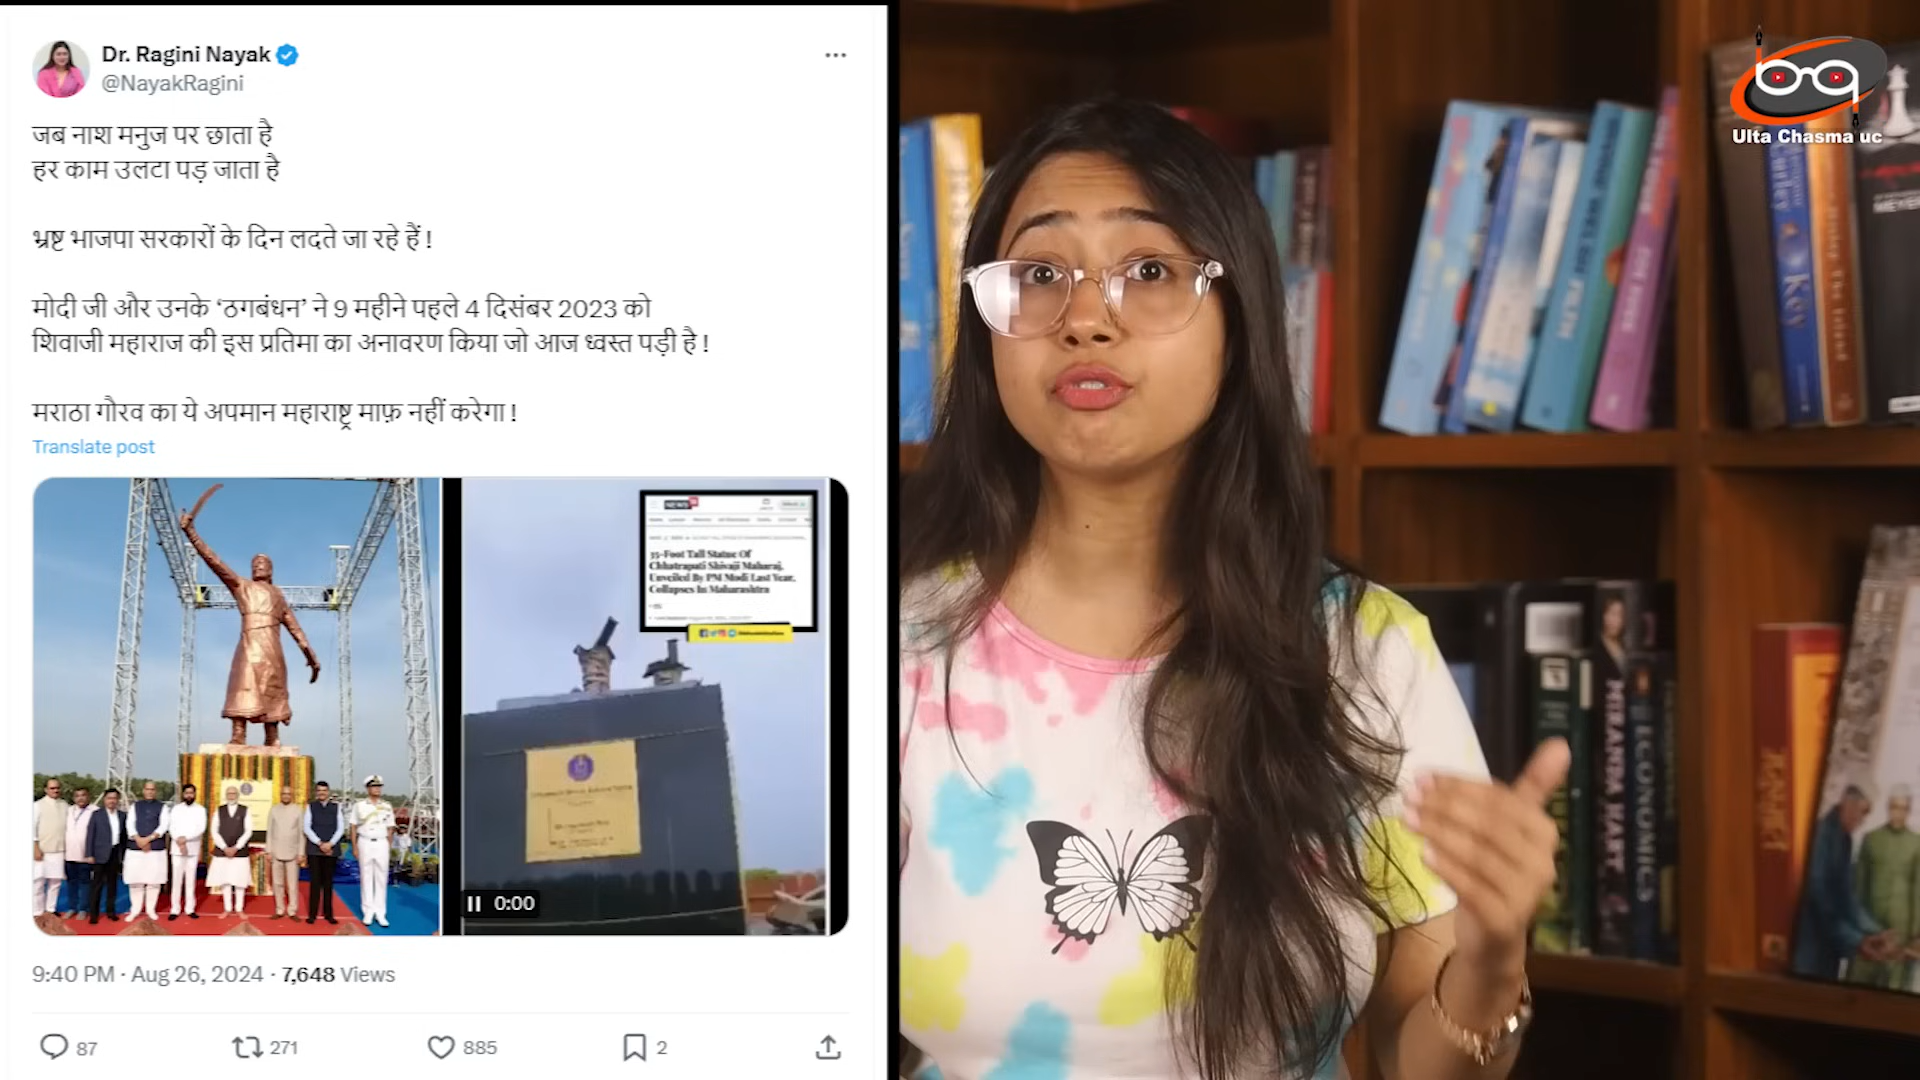 Dr. Ragini Nayak
@NayakRagini
जब नाश मनुज पर छाता है
हर काम उलटा पड़ जाता है
भ्रष्ट भाजपा सरकारों के दिन लदते जा रहे हैं !
मोदी जी और उनके ‘ठगबंधन’ ने 9 महीने पहले 4 दिसंबर 2023 को
शिवाजी महाराज की इस प्रतिमा का अनावरण किया जो आज ध्वस्त पड़ी है !
मराठा गौरव का ये अपमान महाराष्ट्र माफ़ नहीं करेगा !
Translate post
NEWS
35-Foot Tall Statue Of
Chhatrapati Shivaji Maharaj,
Unveiled By PM Modi Last Year,
Collapses In Maharashtra
0:00
9:40 PM · Aug 26, 2024 · 7,648 Views
87
271
885
2
Ulta Chasma uc
Key
ECONOMICS